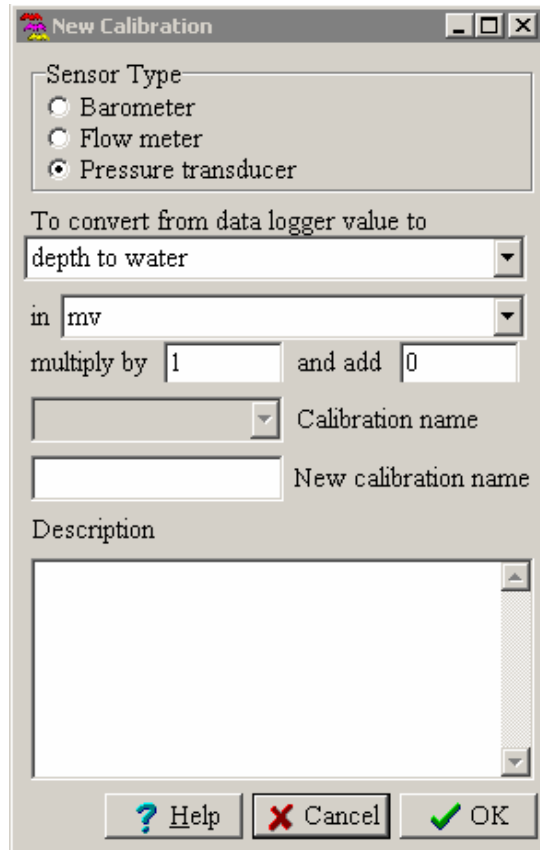 New Calibration
Sensor Type
Barometer
Flow meter
Pressure transducer
To convert from data logger value to
depth to water
in mv
multiply by 1 and add 0
Calibration name
New calibration name
Description
Help Cancel OK